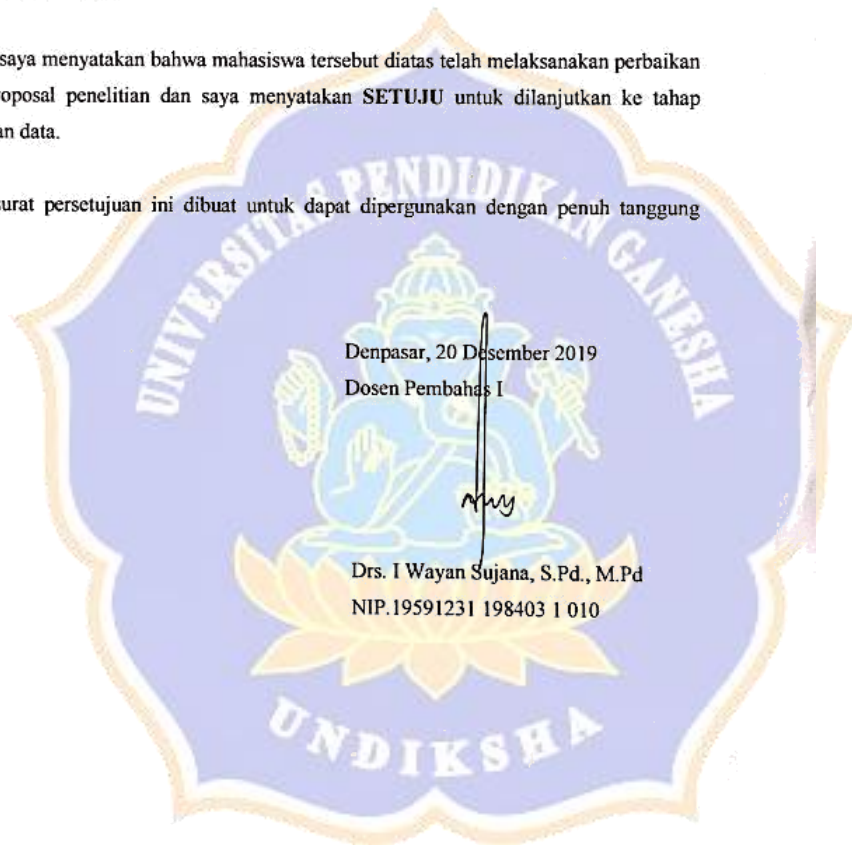 saya menyatakan bahwa mahasiswa tersebut diatas telah melaksanakan perbaikan
roposal penelitian dan saya menyatakan SETUJU untuk dilanjutkan ke tahap
an data.
surat persetujuan ini dibuat untuk dapat dipergunakan dengan penuh tanggung
UNIVERSITAS PENDIDIKAN GANESHA
Denpasar, 20 Desember 2019
Dosen Pembahas I
Drs. I Wayan Sujana, S.Pd., M.Pd
NIP.19591231 198403 1 010
UNDIKSHA